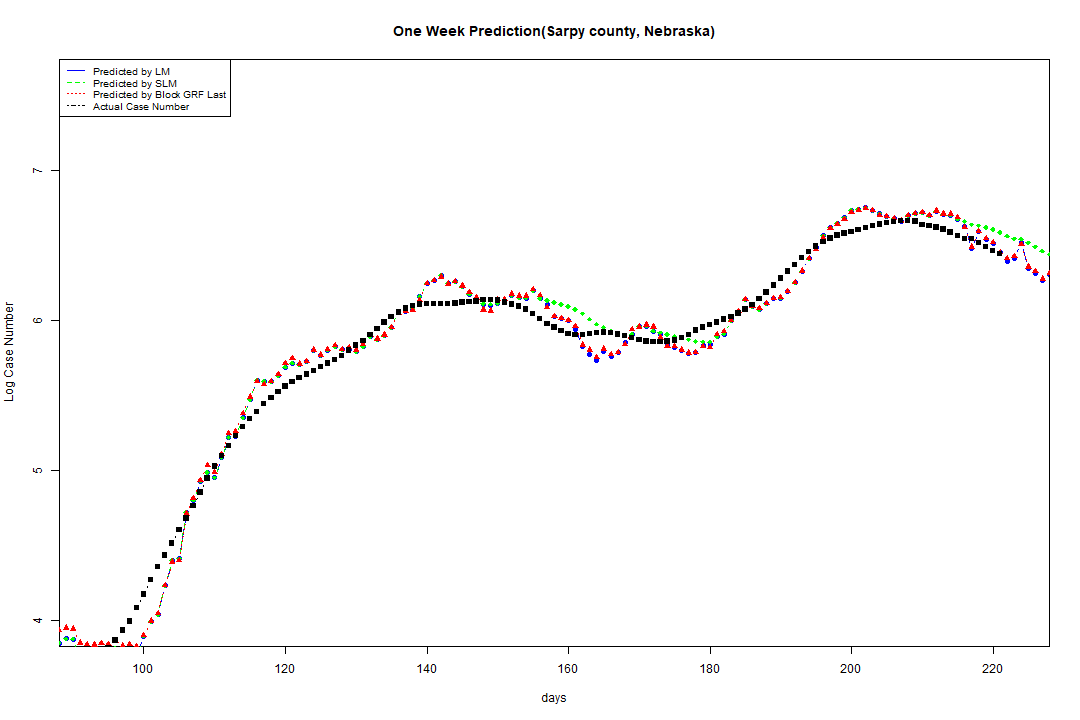 One Week Prediction(Sarpy county, Nebraska)
Predicted by LM
Predicted by SLM
Predicted by Block GRF Last
Actual Case Number
7
6
5
4
Log Case Number
100 120 140 160 180 200 220
days